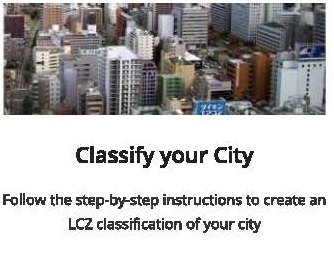 Classify your City
Follow the step-by-step instructions to create an
LCZ classification of your city